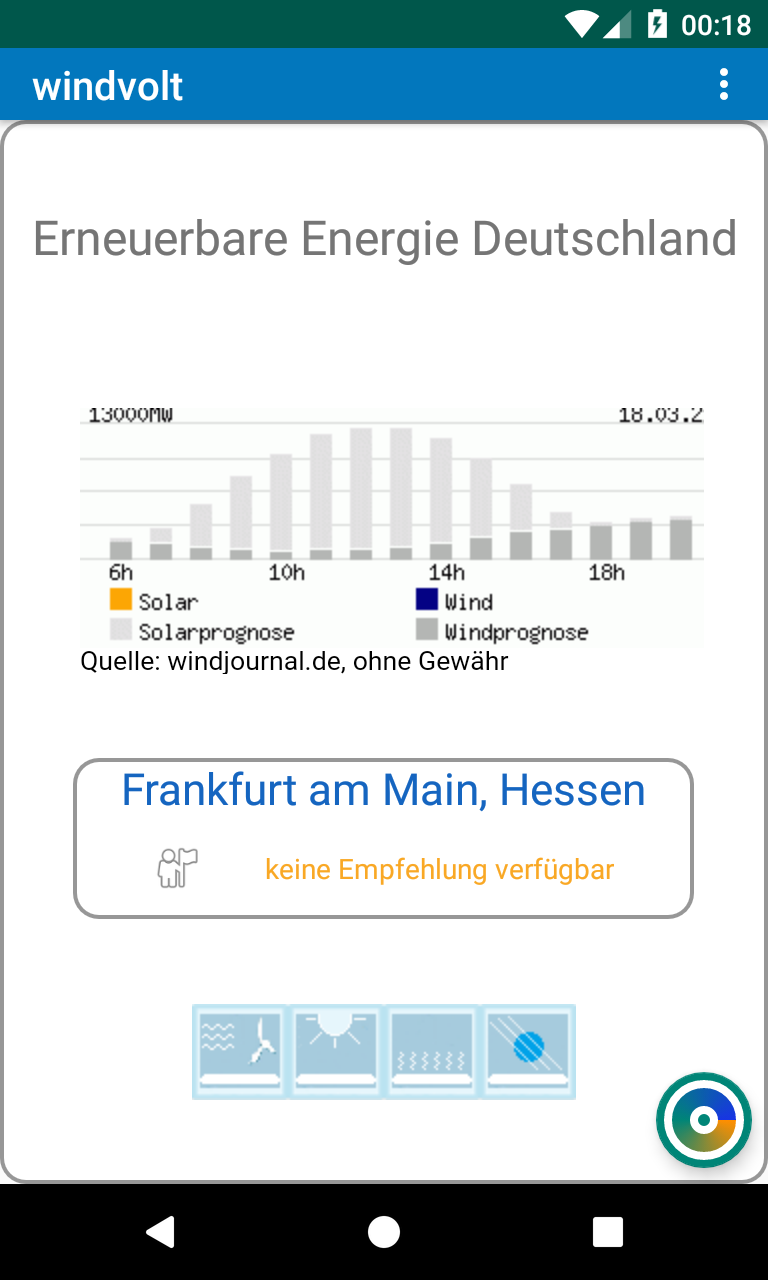 00:18
windvolt
Erneuerbare Energie Deutschland
13000MW 18.03.2
6h 10h 14h 18h
Solar Wind
Solarprognose Windprognose
Quelle: windjournal.de, ohne Gewähr
Frankfurt am Main, Hessen
keine Empfehlung verfügbar